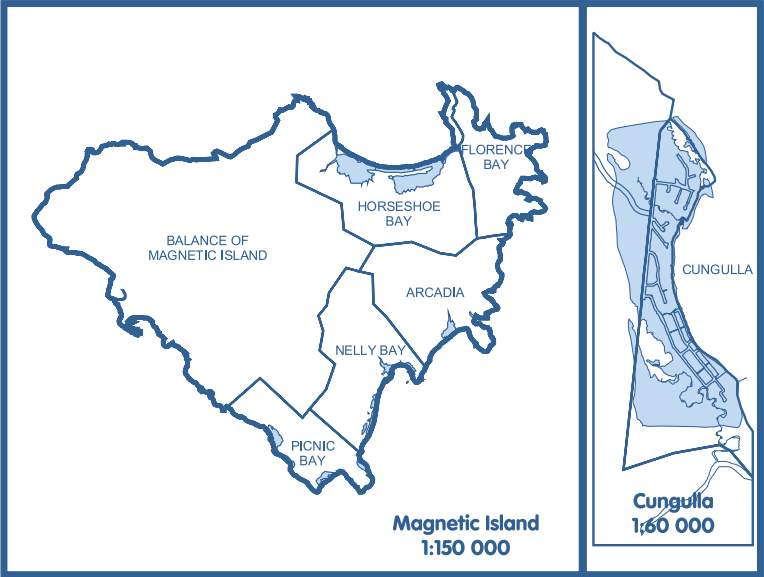 FLORENCE
BAY
HORSESHOE
BAY
BALANCE OF
MAGNETIC ISLAND
ARCADIA
NELLY BAY
PICNIC
BAY
Magnetic Island
1:150 000
CUNGULLA
Cungulla
1:60 000